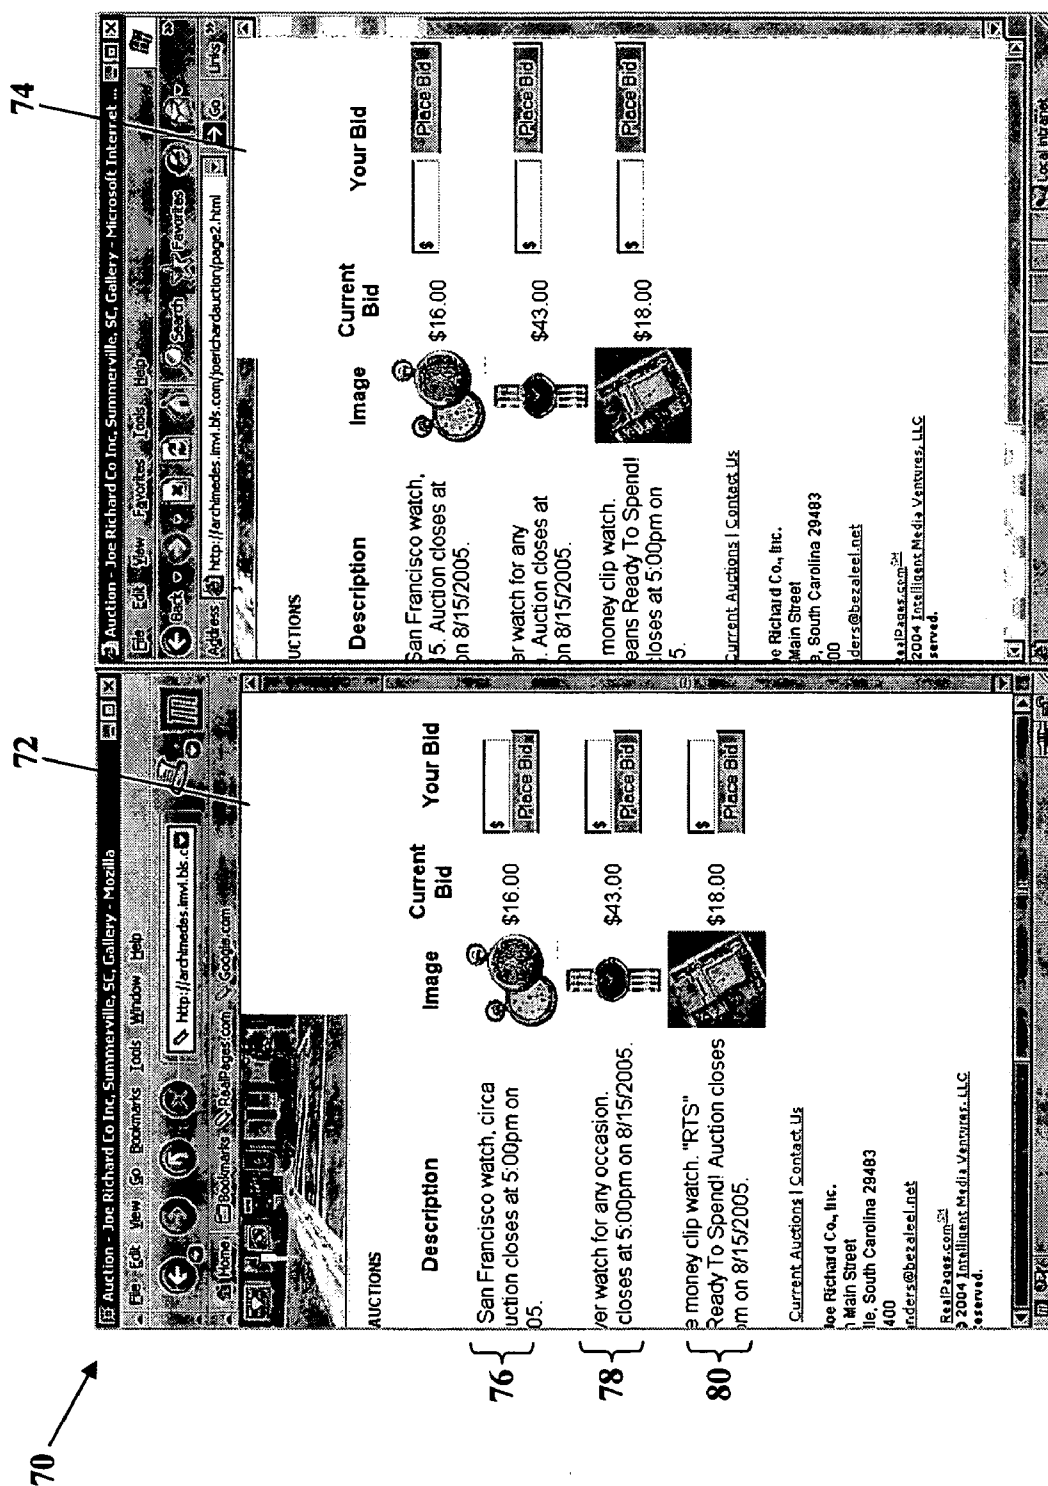 70
72
74
Auction - Joe Richard Co Inc, Summerville, SC, Gallery - Mozilla
File Edit View Go Bookmarks Tools Window Help
http://archimedes.imvi.bls.c
Home Bookmarks RealPages.com Google.com
AUCTIONS
Description Image Current Bid Your Bid
76
San Francisco watch, circa
uction closes at 5:00pm on
05.
$16.00
$
Place Bid
78
ver watch for any occasion.
closes at 5:00pm on 8/15/2005.
$43.00
$
Place Bid
80
e money clip watch. "RTS"
Ready To Spend! Auction closes
om on 8/15/2005.
$18.00
$
Place Bid
Current Auctions | Contact Us
Joe Richard Co., Inc.
Main Street
lle, South Carolina 29483
400
nders@bezaleel.net
RealPages.com SM
2004 Intelligent Media Ventures, LLC
eserved.
Auction - Joe Richard Co Inc, Summerville, SC, Gallery - Microsoft Internet ...
File Edit View Favorites Tools Help
Back Search Favorites
Address http://archimedes.imvi.bls.com/joerichardauction/page2.html Go Links
UCTIONS
Description Image Current Bid Your Bid
San Francisco watch,
15. Auction closes at
on 8/15/2005.
$16.00
$
Place Bid
er watch for any
. Auction closes at
on 8/15/2005.
$43.00
$
Place Bid
money clip watch.
eans Ready To Spend!
closes at 5:00pm on
5.
$18.00
$
Place Bid
Current Auctions | Contact Us
oe Richard Co., Inc.
Main Street
e, South Carolina 29483
00
ders@bezaleel.net
RealPages.com SM
2004 Intelligent Media Ventures, LLC
served.
Local intranet